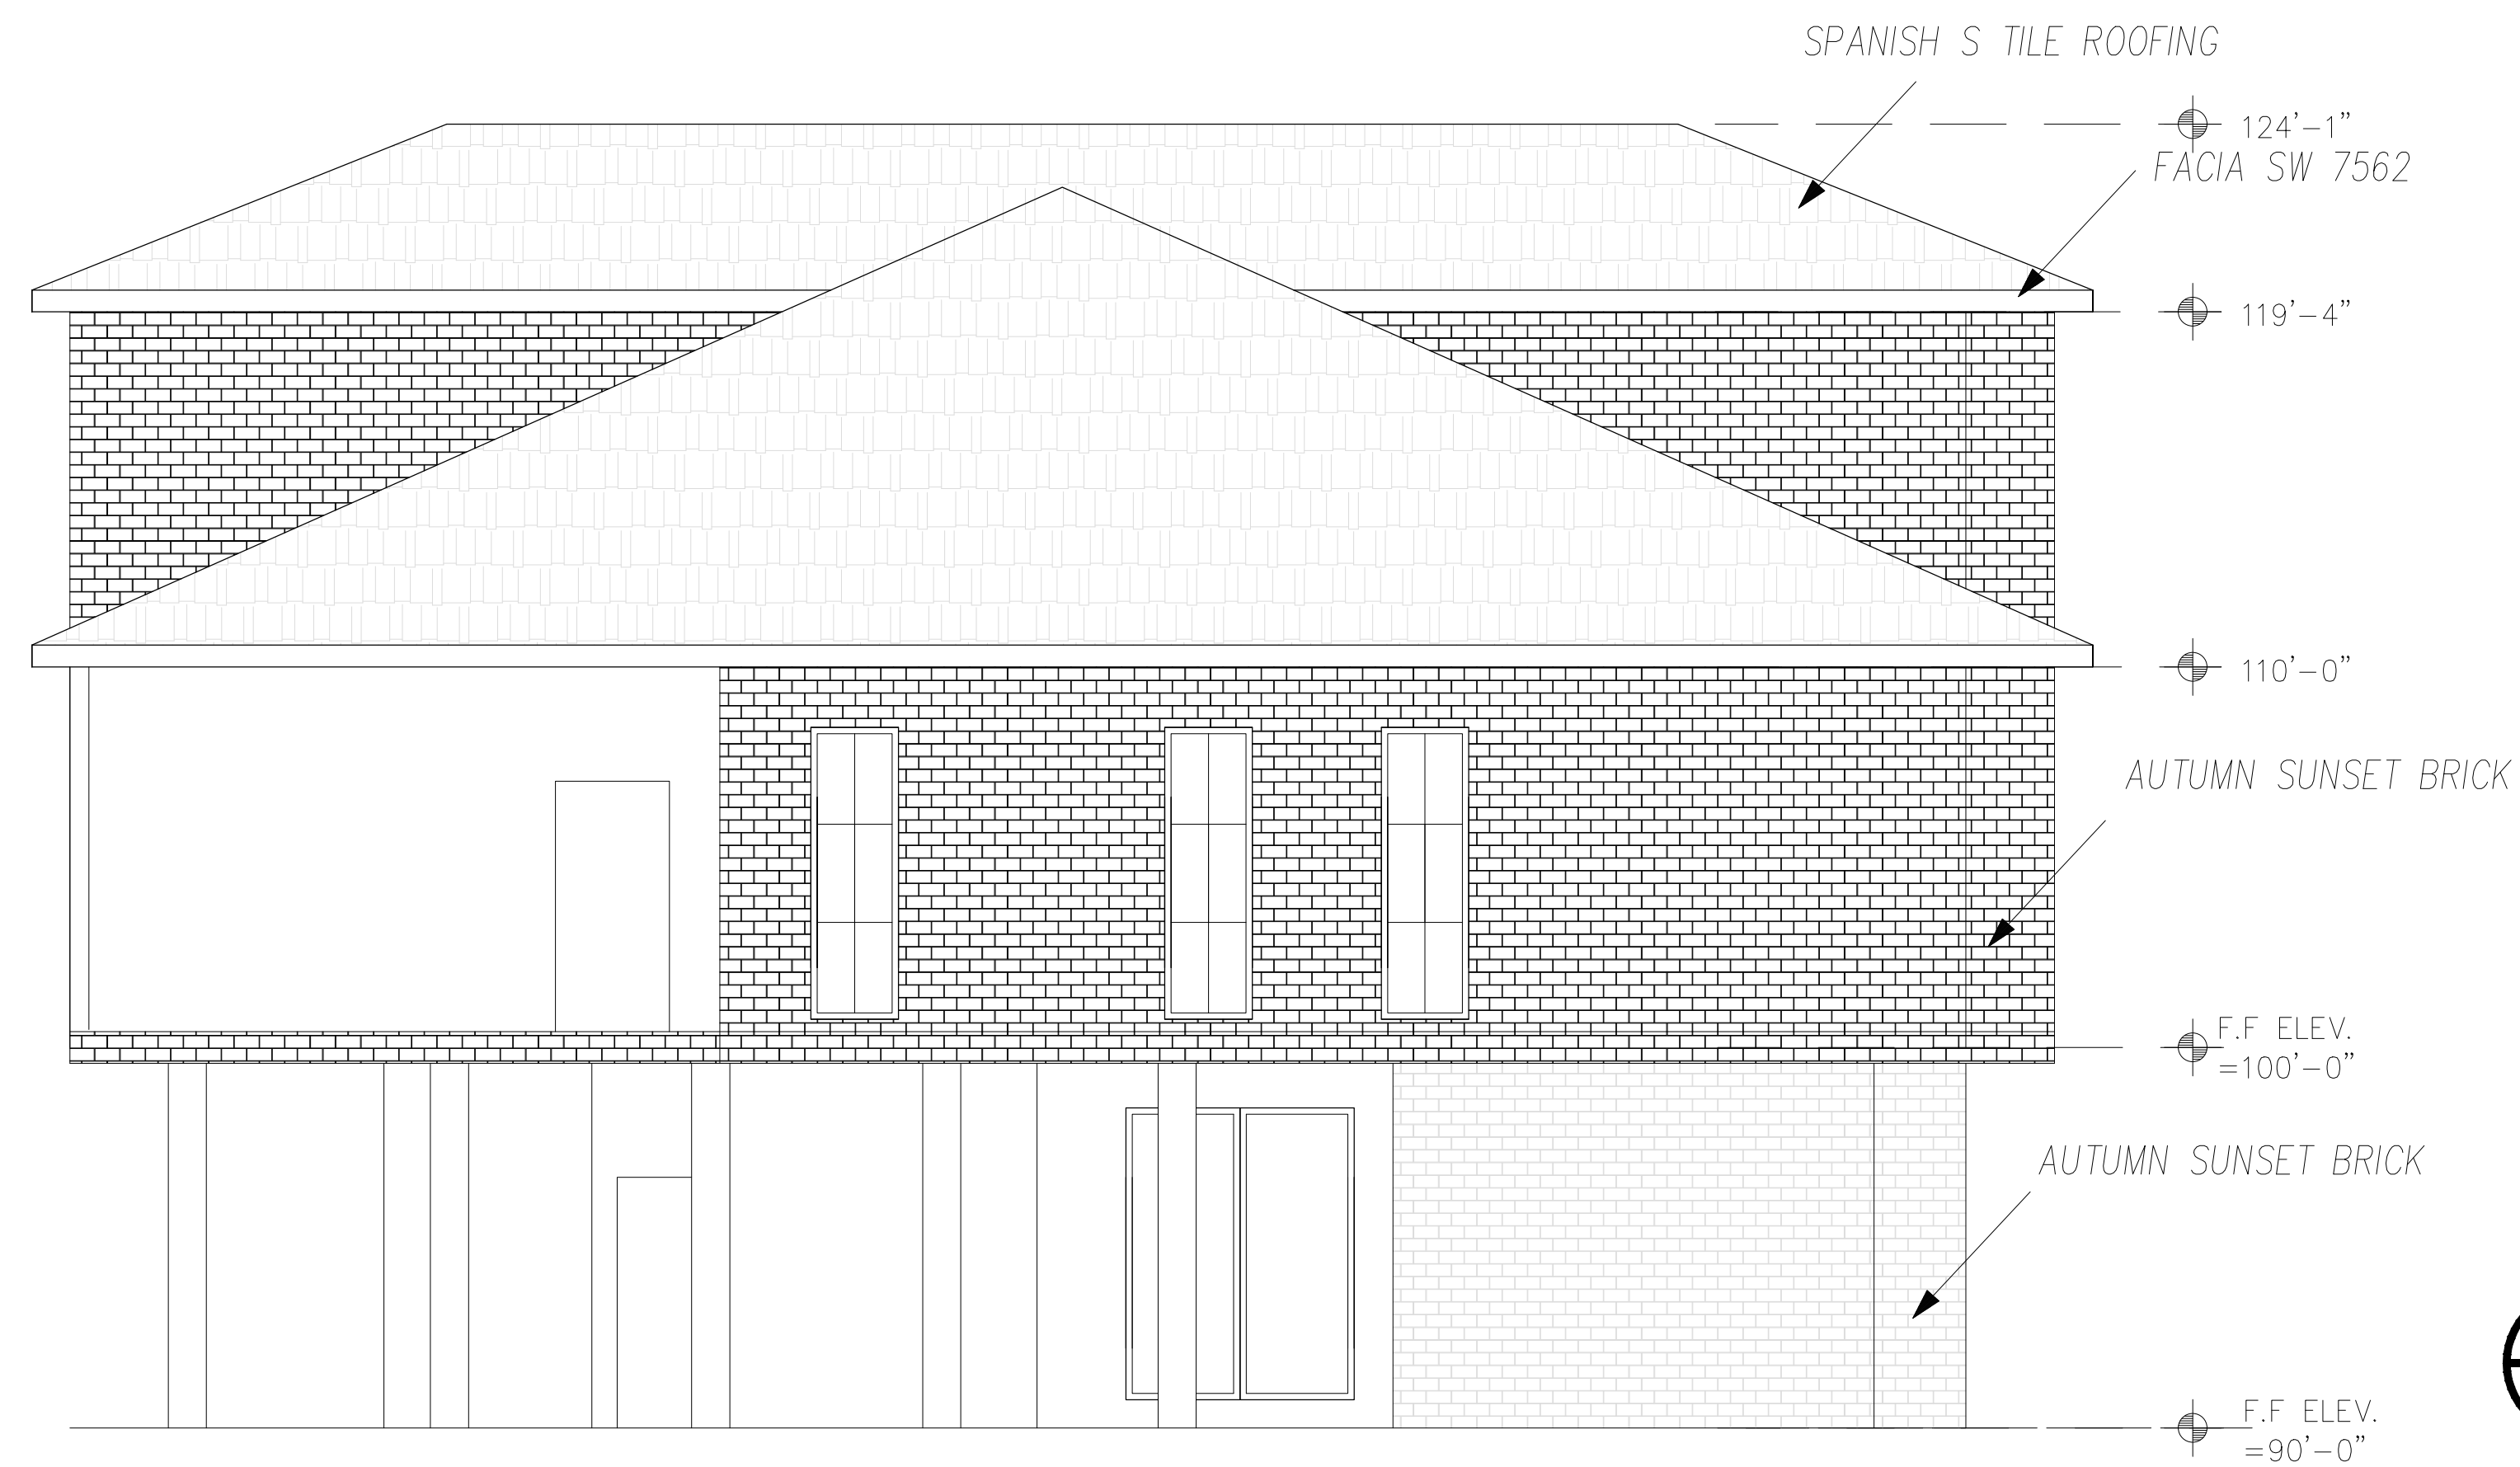 SPANISH S TILE ROOFING
124'-1"
FACIA SW 7562
119'-4"
110'-0"
AUTUMN SUNSET BRICK
F.F ELEV.
=100'-0"
AUTUMN SUNSET BRICK
F.F ELEV.
=90'-0"